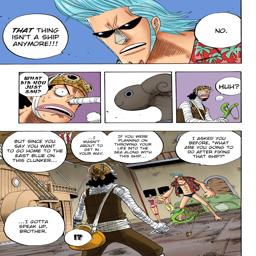 THAT THING
ISN'T A SHIP
ANYMORE!!!
NO.
WHAT
DID YOU
JUST
SAY?
HUH?
BUT SINCE YOU
SAY YOU WANT
TO GO HOME TO
THE EAST BLUE ON
THIS CLUNKER...
...I
WASN'T
ABOUT TO
GET IN
YOUR WAY.
IF YOU WERE
PLANNING ON
THROWING YOUR
LIFE INTO THE
SEA ALONG WITH
THIS SHIP...
I ASKED YOU
BEFORE, "WHAT
ARE YOU GOING
TO DO AFTER FIXING
THAT SHIP?"
...I GOTTA
SPEAK UP,
BROTHER.
!?